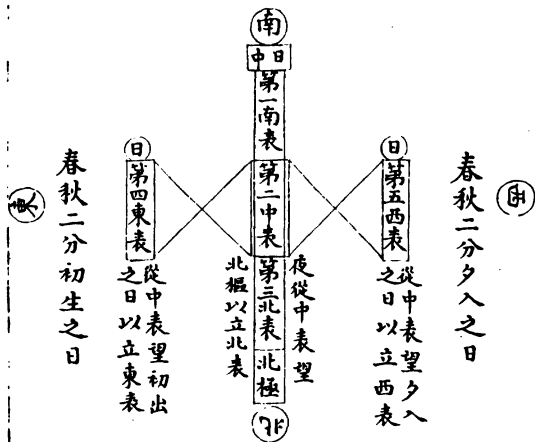 南
中日
第一南表
第二中表
第三北表
北極
北
夜從中表望
北樞以立北表
西
春秋二分夕入之日
日
第五西表
從中表望夕入
之日以立西表
日
第四東表
從中表望初出
之日以立東表
春秋二分初生之日
東